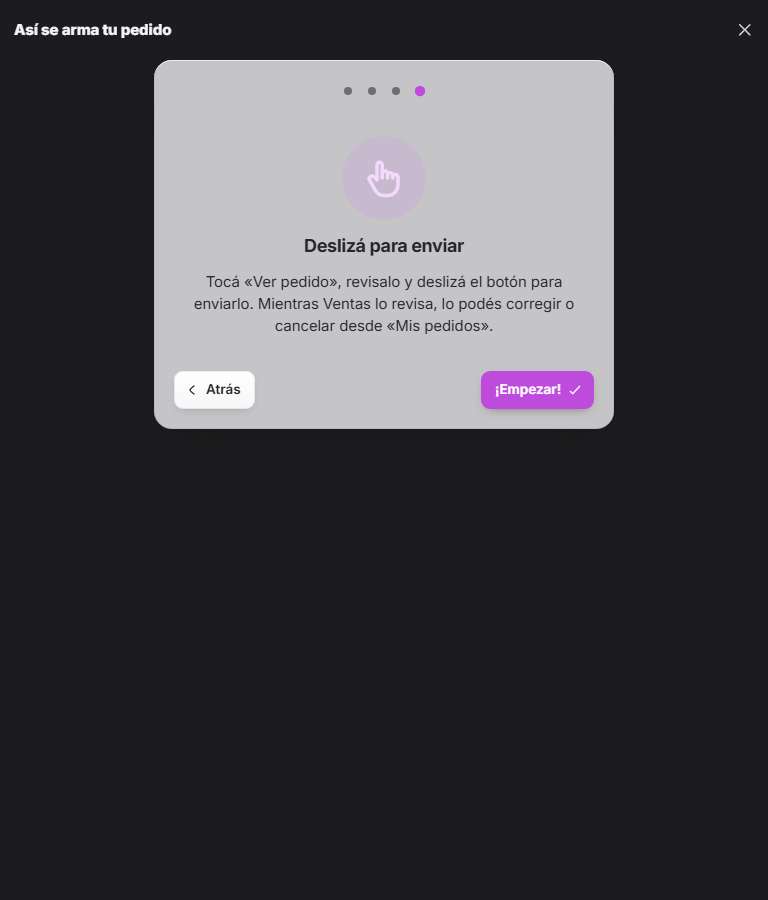 Así se arma tu pedido
Deslizá para enviar
Tocá «Ver pedido», revisalo y deslizá el botón para
enviarlo. Mientras Ventas lo revisa, lo podés corregir o
cancelar desde «Mis pedidos».
Atrás
¡Empezar!